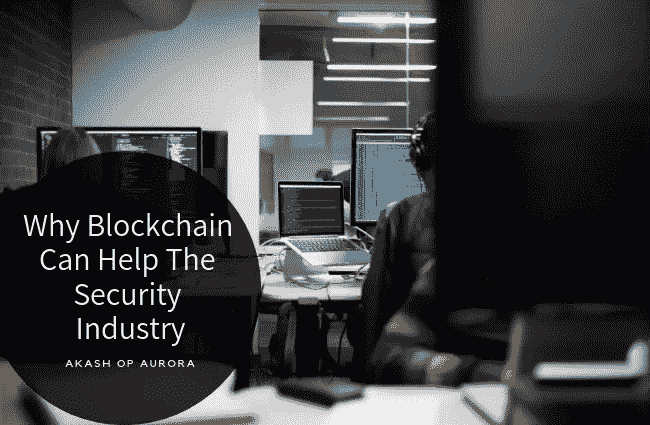 Why Blockchain
Can Help The
Security
Industry
AKASH OP AURORA